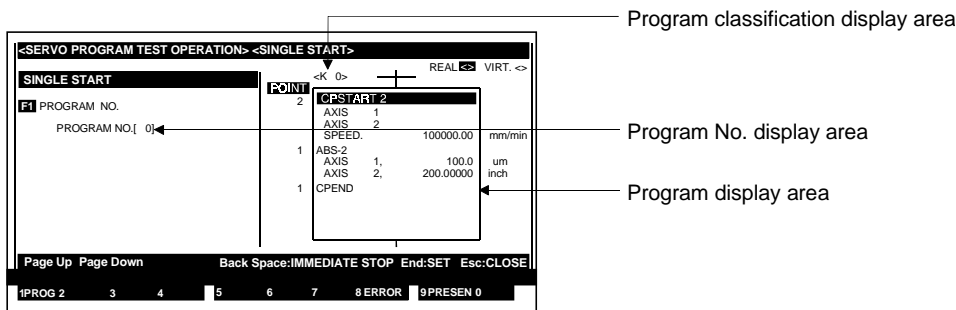 Program classification display area
<SERVO PROGRAM TEST OPERATION> <SINGLE START>
REAL <> VIRT. <>
SINGLE START
<K 0>
POINT
F1 PROGRAM NO.
2 CPSTART 2
AXIS 1
PROGRAM NO.[ 0]
AXIS 2
Program No. display area
SPEED. 100000.00 mm/min
1 ABS-2
AXIS 1, 100.0 um
AXIS 2, 200.00000 inch
1 CPEND
Program display area
Page Up Page Down Back Space:IMMEDIATE STOP End:SET Esc:CLOSE
1PROG 2 3 4 5 6 7 8 ERROR 9 PRESEN 0